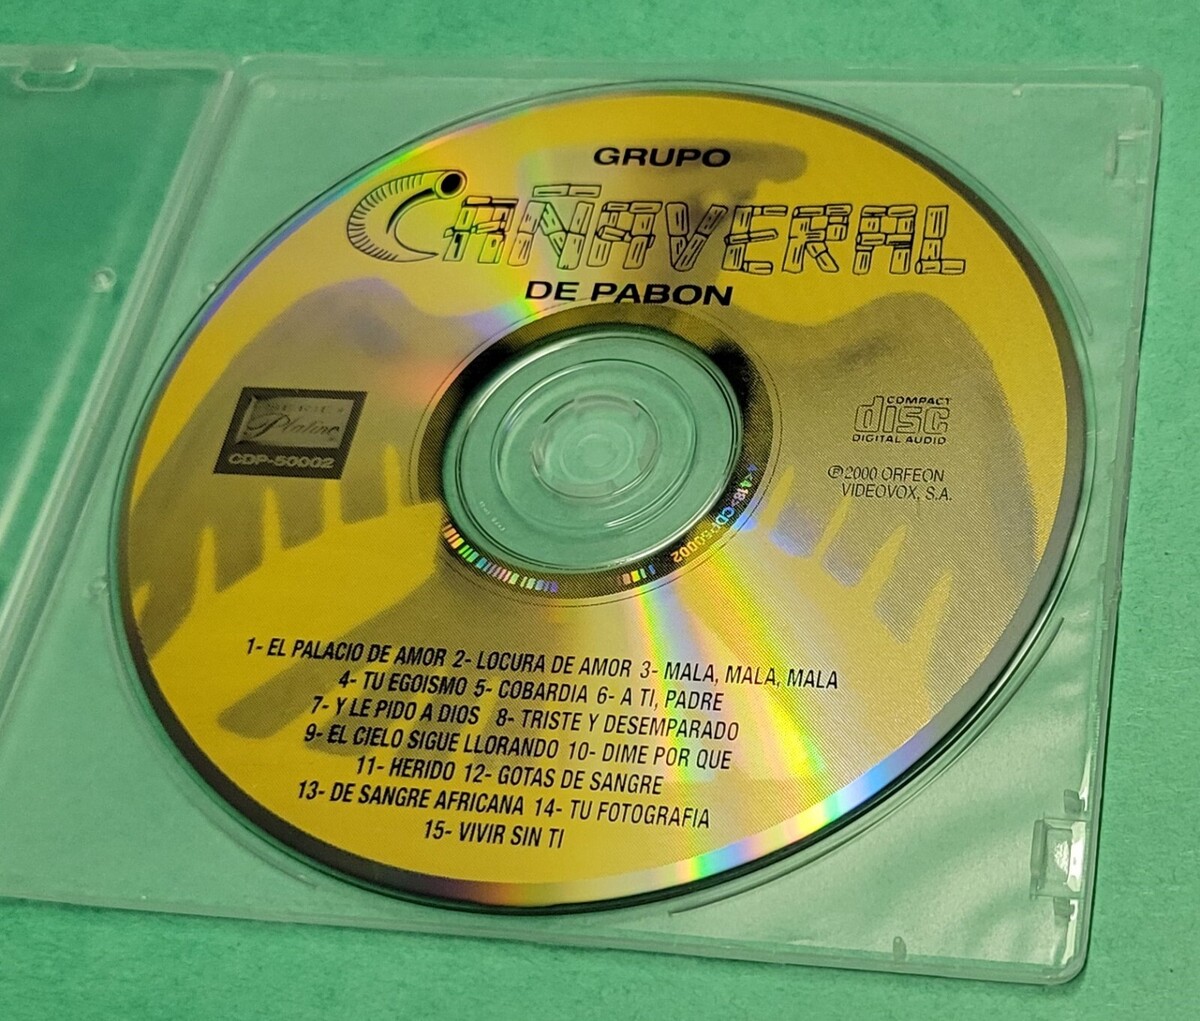 GRUPO
CAÑAVERAL
DE PABON
SERIE
Platino
CDP-50002
COMPACT
disc
DIGITAL AUDIO
Ⓟ2000 ORFEON
VIDEOVOX, S.A.
CDP50002
1- EL PALACIO DE AMOR 2- LOCURA DE AMOR 3- MALA, MALA, MALA
4- TU EGOISMO 5- COBARDIA 6- A TI, PADRE
7- Y LE PIDO A DIOS 8- TRISTE Y DESEMPARADO
9- EL CIELO SIGUE LLORANDO 10- DIME POR QUE
11- HERIDO 12- GOTAS DE SANGRE
13- DE SANGRE AFRICANA 14- TU FOTOGRAFIA
15- VIVIR SIN TI